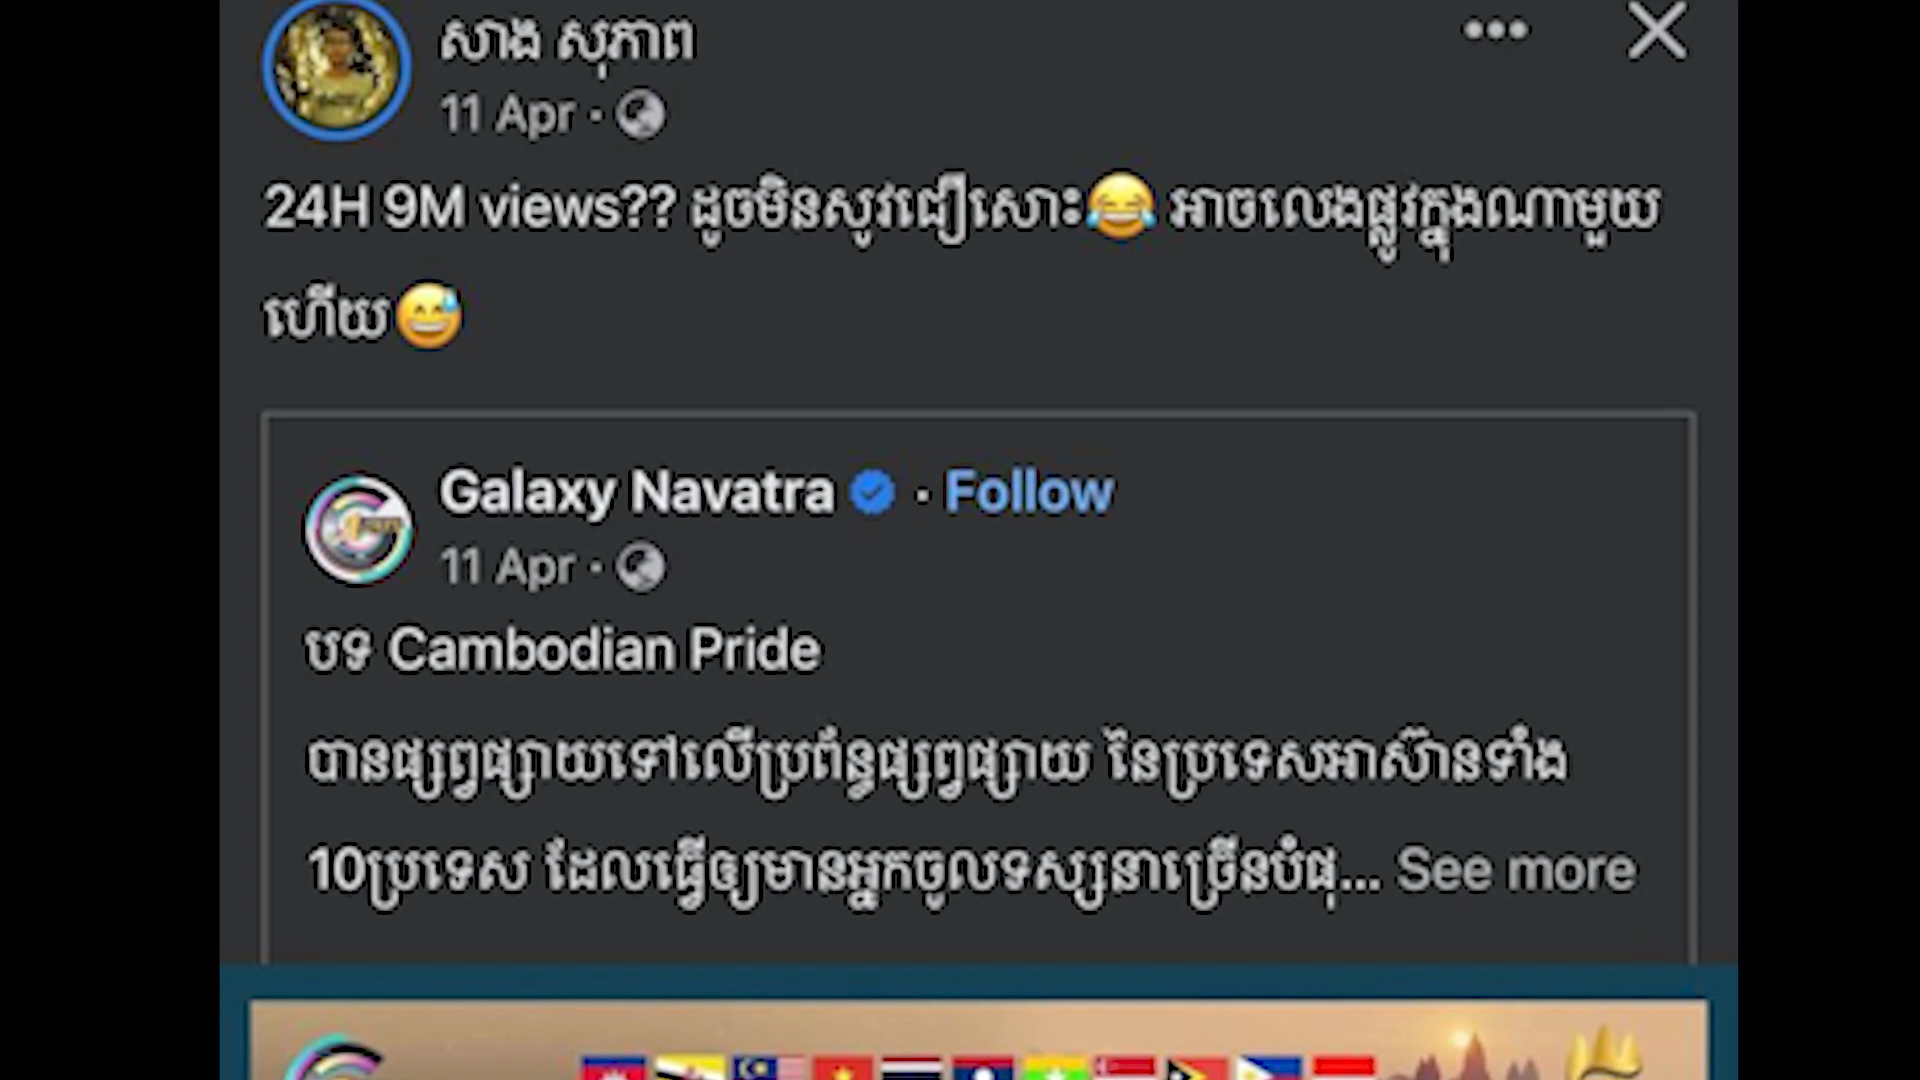 សាង សុភាព
11 Apr ·
24H 9M views?? ដូចមិនសូវជឿសោះ😂 អាចលេងផ្លូវក្នុងណាមួយ
ហើយ😅
Galaxy Navatra · Follow
11 Apr ·
បទ Cambodian Pride
បានផ្សព្វផ្សាយទៅលើប្រព័ន្ធផ្សព្វផ្សាយ នៃប្រទេសអាស៊ានទាំង
10ប្រទេស ដែលធ្វើឲ្យមានអ្នកចូលទស្សនាច្រើនបំផុ... See more